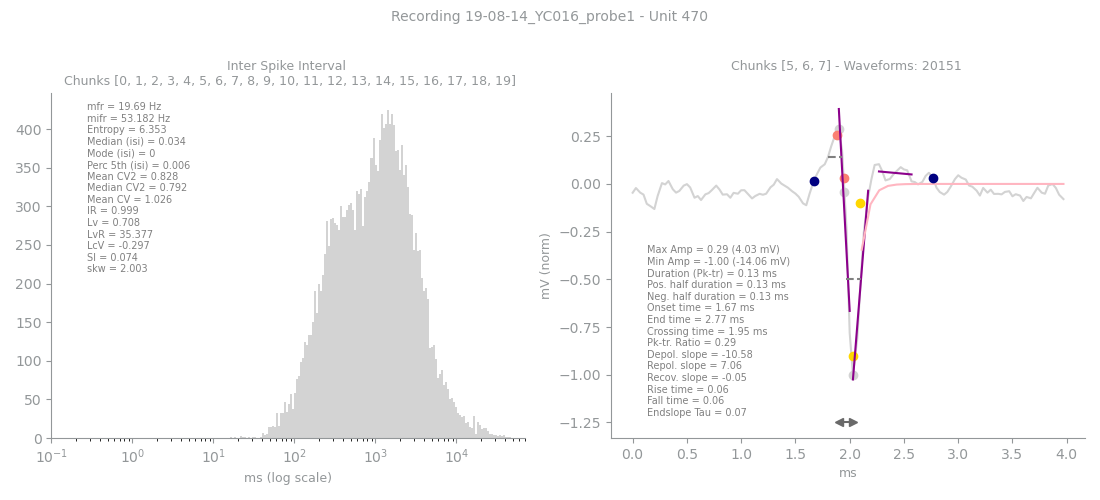 Recording 19-08-14_YC016_probe1 - Unit 470
Inter Spike Interval
Chunks [0, 1, 2, 3, 4, 5, 6, 7, 8, 9, 10, 11, 12, 13, 14, 15, 16, 17, 18, 19]
mfr = 19.69 Hz
mifr = 53.182 Hz
Entropy = 6.353
Median (isi) = 0.034
Mode (isi) = 0
Perc 5th (isi) = 0.006
Mean CV2 = 0.828
Median CV2 = 0.792
Mean CV = 1.026
IR = 0.999
Lv = 0.708
LvR = 35.377
LcV = -0.297
SI = 0.074
skw = 2.003
400
350
300
250
200
150
100
50
0
10⁻¹ 10⁰ 10¹ 10² 10³ 10⁴
ms (log scale)
Chunks [5, 6, 7] - Waveforms: 20151
mV (norm)
0.25
0.00
−0.25
−0.50
−0.75
−1.00
−1.25
Max Amp = 0.29 (4.03 mV)
Min Amp = -1.00 (-14.06 mV)
Duration (Pk-tr) = 0.13 ms
Pos. half duration = 0.13 ms
Neg. half duration = 0.13 ms
Onset time = 1.67 ms
End time = 2.77 ms
Crossing time = 1.95 ms
Pk-tr. Ratio = 0.29
Depol. slope = -10.58
Repol. slope = 7.06
Recov. slope = -0.05
Rise time = 0.06
Fall time = 0.06
Endslope Tau = 0.07
0.0 0.5 1.0 1.5 2.0 2.5 3.0 3.5 4.0
ms